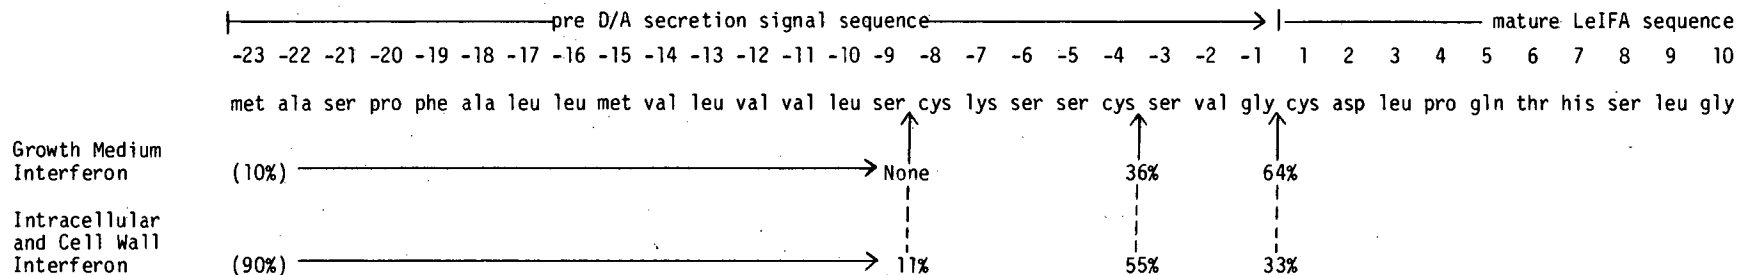 pre D/A secretion signal sequence mature LeIFA sequence
-23 -22 -21 -20 -19 -18 -17 -16 -15 -14 -13 -12 -11 -10 -9 -8 -7 -6 -5 -4 -3 -2 -1 1 2 3 4 5 6 7 8 9 10
met ala ser pro phe ala leu leu met val leu val val leu ser cys lys ser ser cys ser val gly cys asp leu pro gln thr his ser leu gly
Growth Medium
Interferon (10%) None 36% 64%
Intracellular
and Cell Wall
Interferon (90%) 11% 55% 33%